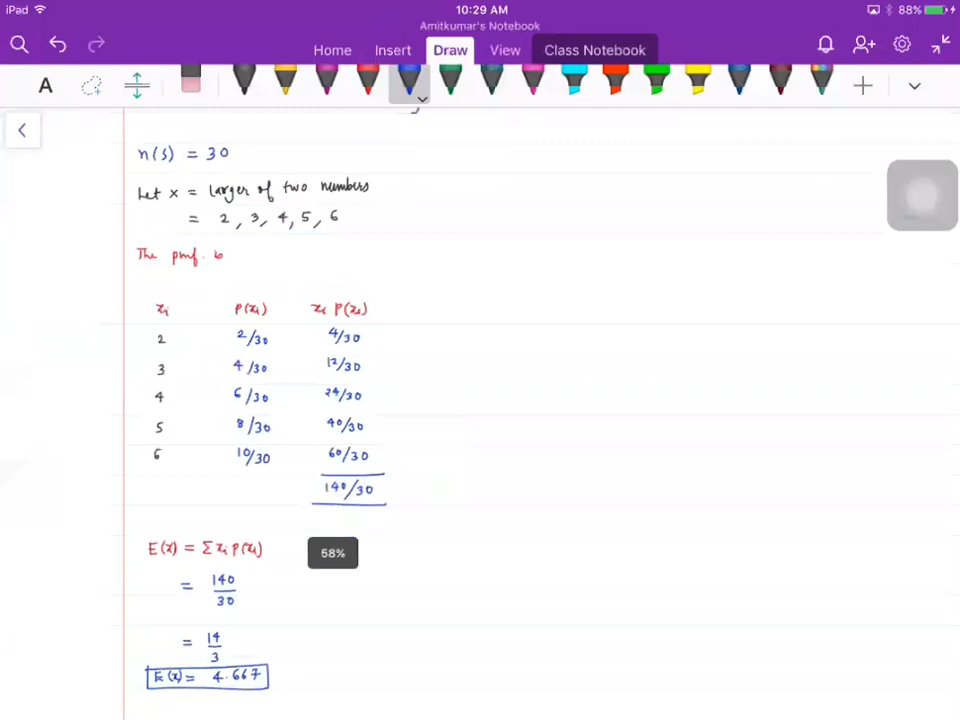 iPad 10:29 AM 88%
Amitkumar's Notebook
Home Insert Draw View Class Notebook
A
n(s) = 30
Let x = larger of two numbers
= 2, 3, 4, 5, 6
The pmf. is
xi P(xi) xi P(xi)
2 2/30 4/30
3 4/30 12/30
4 6/30 24/30
5 8/30 40/30
6 10/30 60/30
140/30
E(x) = Σ xi P(xi)
58%
= 140/30
= 14/3
E(x) = 4.667